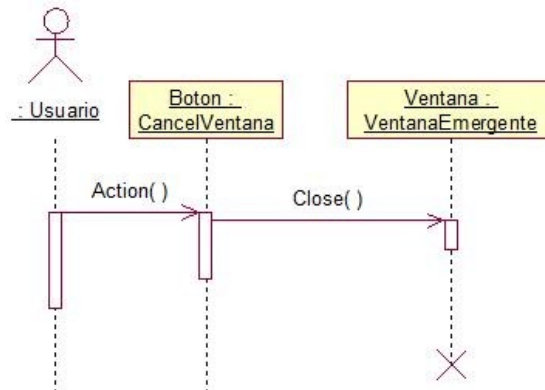 : Usuario
Boton :
CancelVentana
Ventana :
VentanaEmergente
Action( )
Close( )